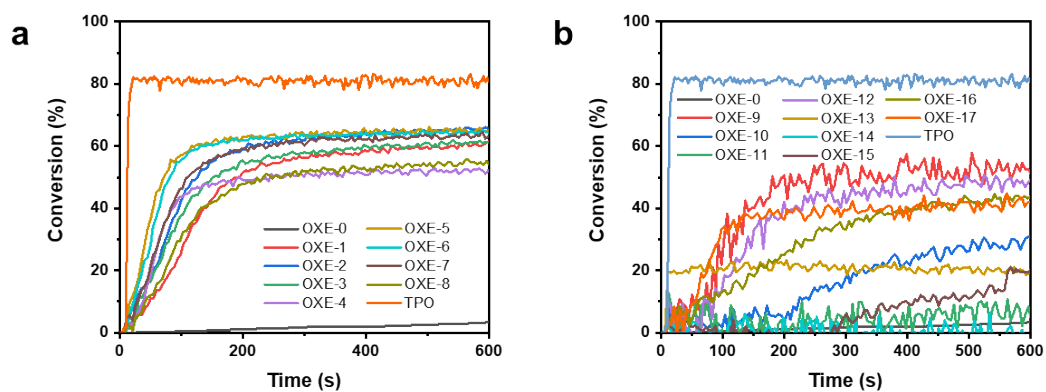 a
Conversion (%)
100
80
60
40
20
0
OXE-0
OXE-1
OXE-2
OXE-3
OXE-4
OXE-5
OXE-6
OXE-7
OXE-8
TPO
0
200
400
600
Time (s)
b
Conversion (%)
100
80
60
40
20
0
OXE-0
OXE-9
OXE-10
OXE-11
OXE-12
OXE-13
OXE-14
OXE-15
OXE-16
OXE-17
TPO
0
100
200
300
400
500
600
Time (s)